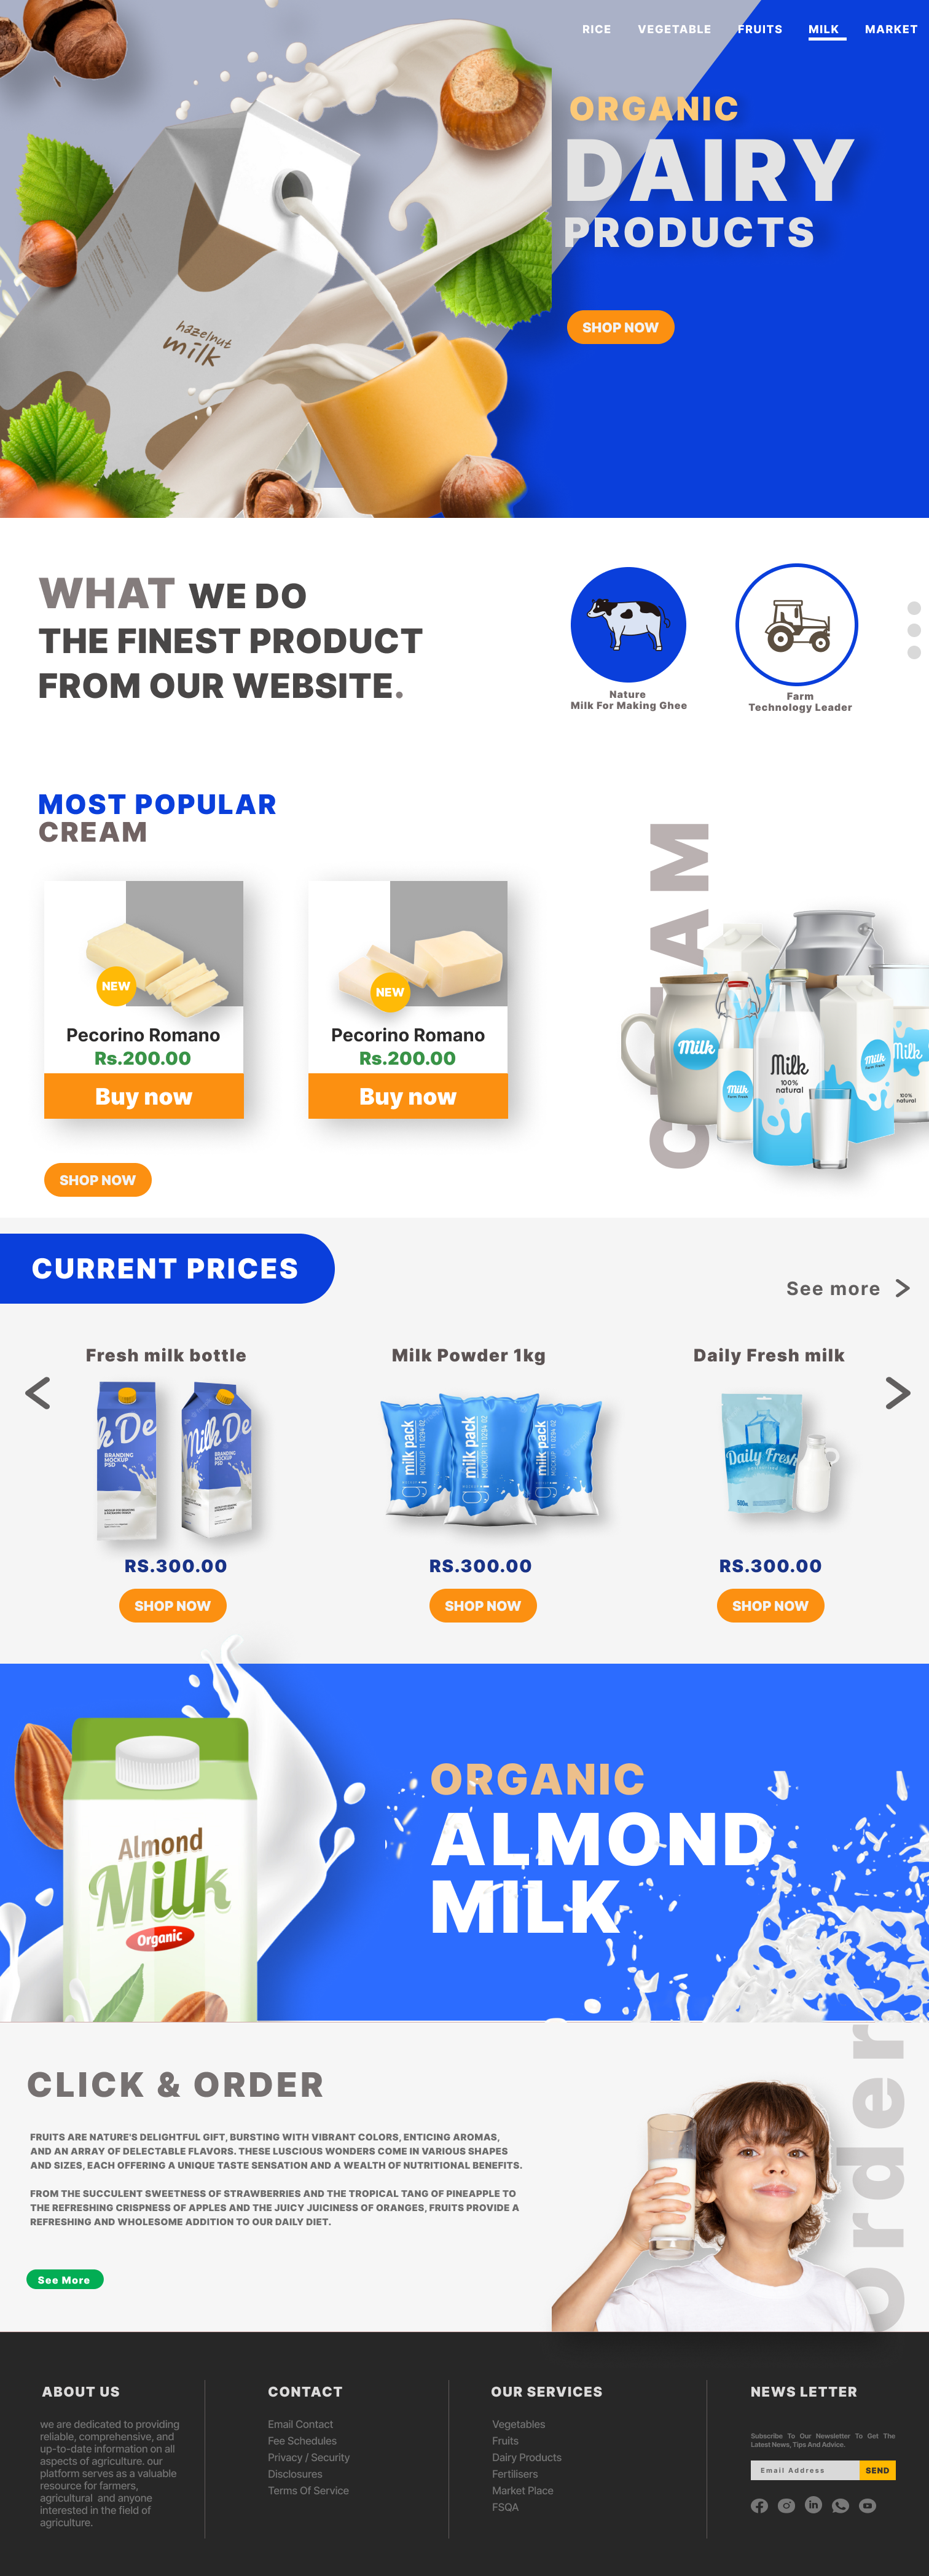 RICE VEGETABLE FRUITS MILK MARKET
ORGANIC
DAIRY
PRODUCTS
SHOP NOW
hazelnut
milk
WHAT WE DO
THE FINEST PRODUCT
FROM OUR WEBSITE.
Nature
Milk For Making Ghee
Farm
Technology Leader
MOST POPULAR
CREAM
NEW
Pecorino Romano
Rs.200.00
Buy now
NEW
Pecorino Romano
Rs.200.00
Buy now
SHOP NOW
Milk
Milk
Milk
100%
natural
Milk
Milk
100%
natural
CURRENT PRICES
See more
Fresh milk bottle
Milk Powder 1kg
Daily Fresh milk
Milk De
BRANDING
MOCKUP
PSD
milk pack
milk pack
milk pack
Daily Fresh
RS.300.00
RS.300.00
RS.300.00
SHOP NOW
SHOP NOW
SHOP NOW
Almond
Milk
Organic
ORGANIC
ALMOND
MILK
order
CLICK & ORDER
FRUITS ARE NATURE'S DELIGHTFUL GIFT, BURSTING WITH VIBRANT COLORS, ENTICING AROMAS,
AND AN ARRAY OF DELECTABLE FLAVORS. THESE LUSCIOUS WONDERS COME IN VARIOUS SHAPES
AND SIZES, EACH OFFERING A UNIQUE TASTE SENSATION AND A WEALTH OF NUTRITIONAL BENEFITS.
FROM THE SUCCULENT SWEETNESS OF STRAWBERRIES AND THE TROPICAL TANG OF PINEAPPLE TO
THE REFRESHING CRISPNESS OF APPLES AND THE JUICY JUICINESS OF ORANGES, FRUITS PROVIDE A
REFRESHING AND WHOLESOME ADDITION TO OUR DAILY DIET.
See More
ABOUT US
we are dedicated to providing
reliable, comprehensive, and
up-to-date information on all
aspects of agriculture. our
platform serves as a valuable
resource for farmers,
agricultural and anyone
interested in the field of
agriculture.
CONTACT
Email Contact
Fee Schedules
Privacy / Security
Disclosures
Terms Of Service
OUR SERVICES
Vegetables
Fruits
Dairy Products
Fertilisers
Market Place
FSQA
NEWS LETTER
Subscribe To Our Newsletter To Get The
Latest News, Tips And Advice.
Email Address
SEND